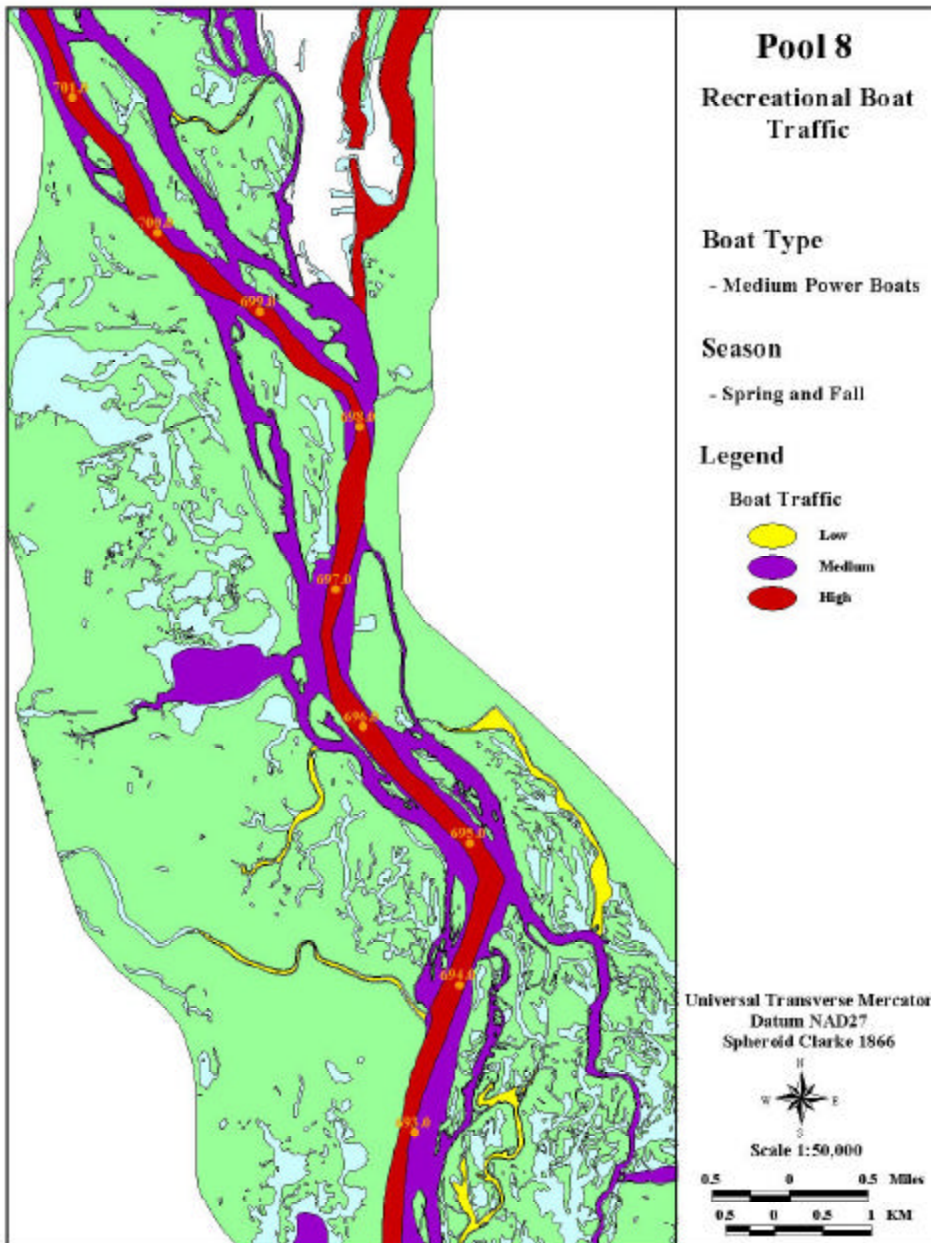 Pool 8
Recreational Boat
Traffic
Boat Type
- Medium Power Boats
Season
- Spring and Fall
Legend
Boat Traffic
Low
Medium
High
701.0
700.0
699.0
698.0
697.0
696.0
695.0
694.0
693.0
Universal Transverse Mercator
Datum NAD27
Spheroid Clarke 1866
N
W E
S
Scale 1:50,000
0.5 0 0.5 Miles
0.5 0 0.5 1 KM